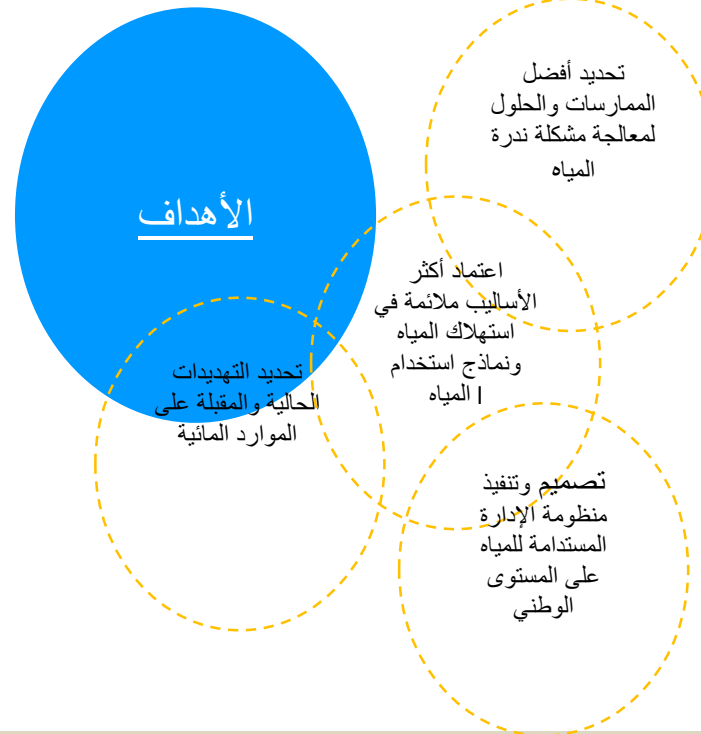 الأهداف
تحديد أفضل
الممارسات والحلول
لمعالجة مشكلة ندرة
المياه
اعتماد أكثر
الأساليب ملائمة في
استهلاك المياه
ونماذج استخدام
ا المياه
تحديد التهديدات
الحالية والمقبلة على
الموارد المائية
تصميم وتنفيذ
منظومة الإدارة
المستدامة للمياه
على المستوى
الوطني